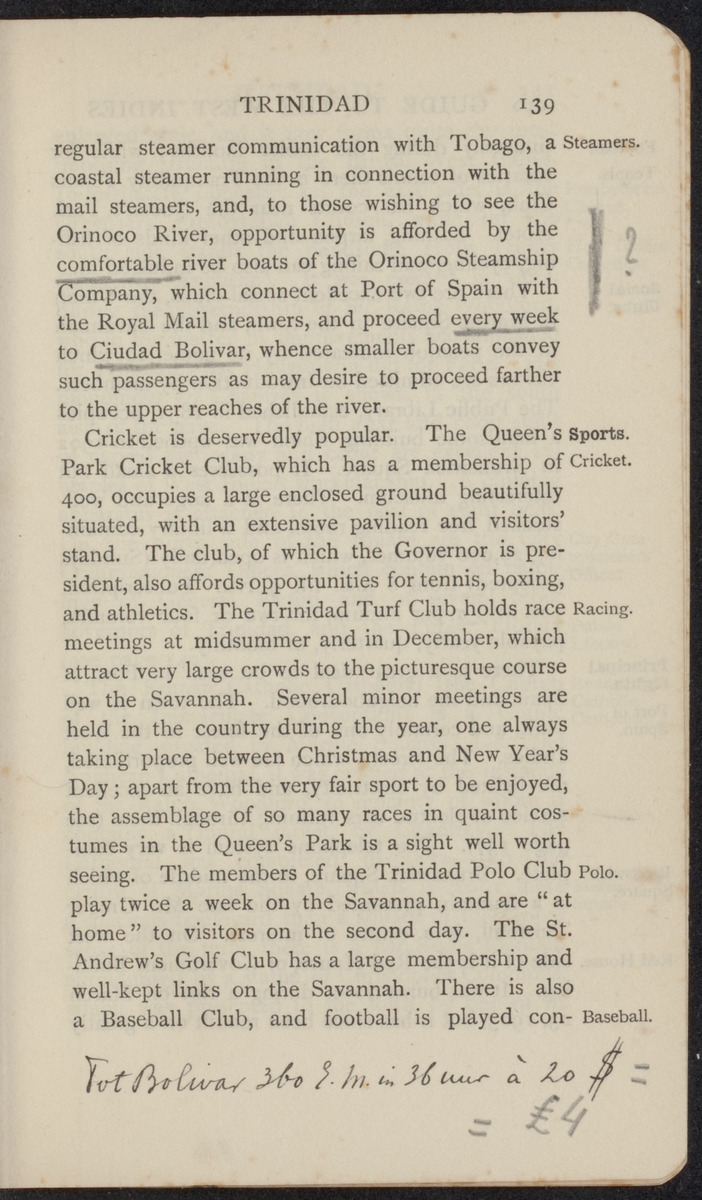 TRINIDAD 139
regular steamer communication with Tobago, a Steamers.
coastal steamer running in connection with the
mail steamers, and, to those wishing to see the
Orinoco River, opportunity is afforded by the
comfortable river boats of the Orinoco Steamship ?
Company, which connect at Port of Spain with
the Royal Mail steamers, and proceed every week
to Ciudad Bolivar, whence smaller boats convey
such passengers as may desire to proceed farther
to the upper reaches of the river.
Cricket is deservedly popular. The Queen's Sports.
Park Cricket Club, which has a membership of Cricket.
400, occupies a large enclosed ground beautifully
situated, with an extensive pavilion and visitors'
stand. The club, of which the Governor is pre-
sident, also affords opportunities for tennis, boxing,
and athletics. The Trinidad Turf Club holds race Racing.
meetings at midsummer and in December, which
attract very large crowds to the picturesque course
on the Savannah. Several minor meetings are
held in the country during the year, one always
taking place between Christmas and New Year's
Day; apart from the very fair sport to be enjoyed,
the assemblage of so many races in quaint cos-
tumes in the Queen's Park is a sight well worth
seeing. The members of the Trinidad Polo Club Polo.
play twice a week on the Savannah, and are "at
home" to visitors on the second day. The St.
Andrew's Golf Club has a large membership and
well-kept links on the Savannah. There is also
a Baseball Club, and football is played con- Baseball.
Tot Bolivar 360 E. M. in 36 uur à 20 $ =
= £4